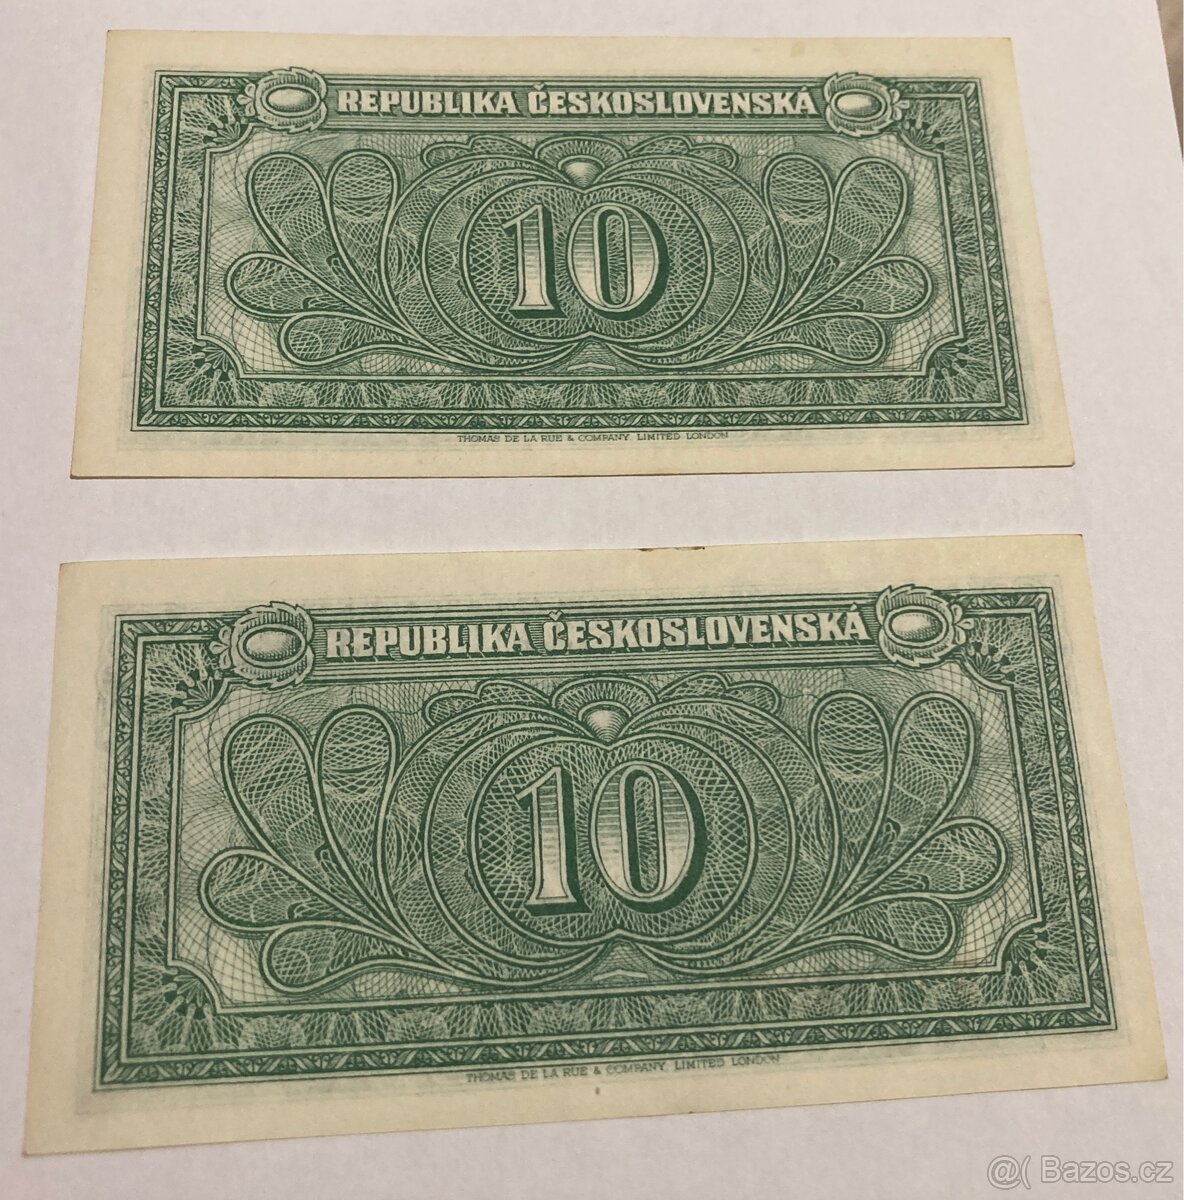 REPUBLIKA ČESKOSLOVENSKÁ
10
THOMAS DE LA RUE & COMPANY, LIMITED LONDON
REPUBLIKA ČESKOSLOVENSKÁ
10
THOMAS DE LA RUE & COMPANY, LIMITED LONDON
@( Bazos.cz